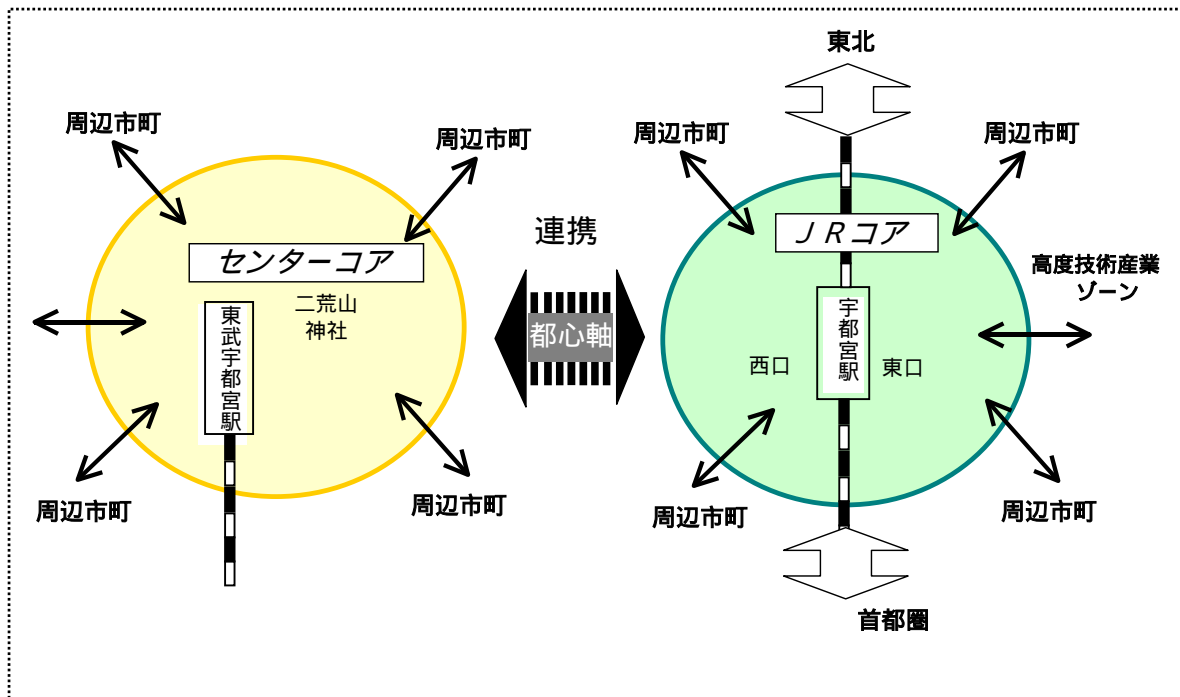 東北
周辺市町
周辺市町
周辺市町
周辺市町
連携
ＪＲコア
センターコア
高度技術産業
ゾーン
二荒山
神社
東武宇都宮駅
都心軸
宇都宮駅
西口
東口
周辺市町
周辺市町
周辺市町
周辺市町
首都圏